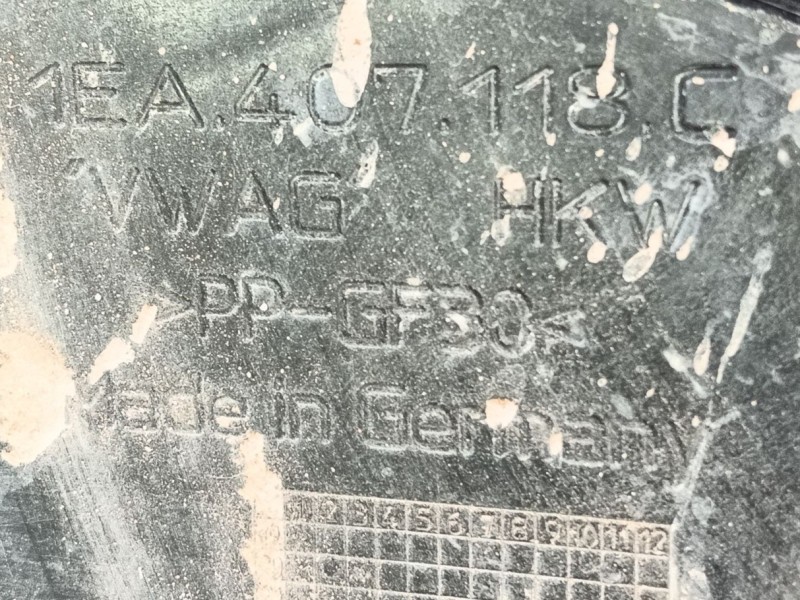 1EA.407.118.C
VWAG HKW
>PP-GF30<
Made in Germany
1 2 3 4 5 6 7 8 9 10 11 12